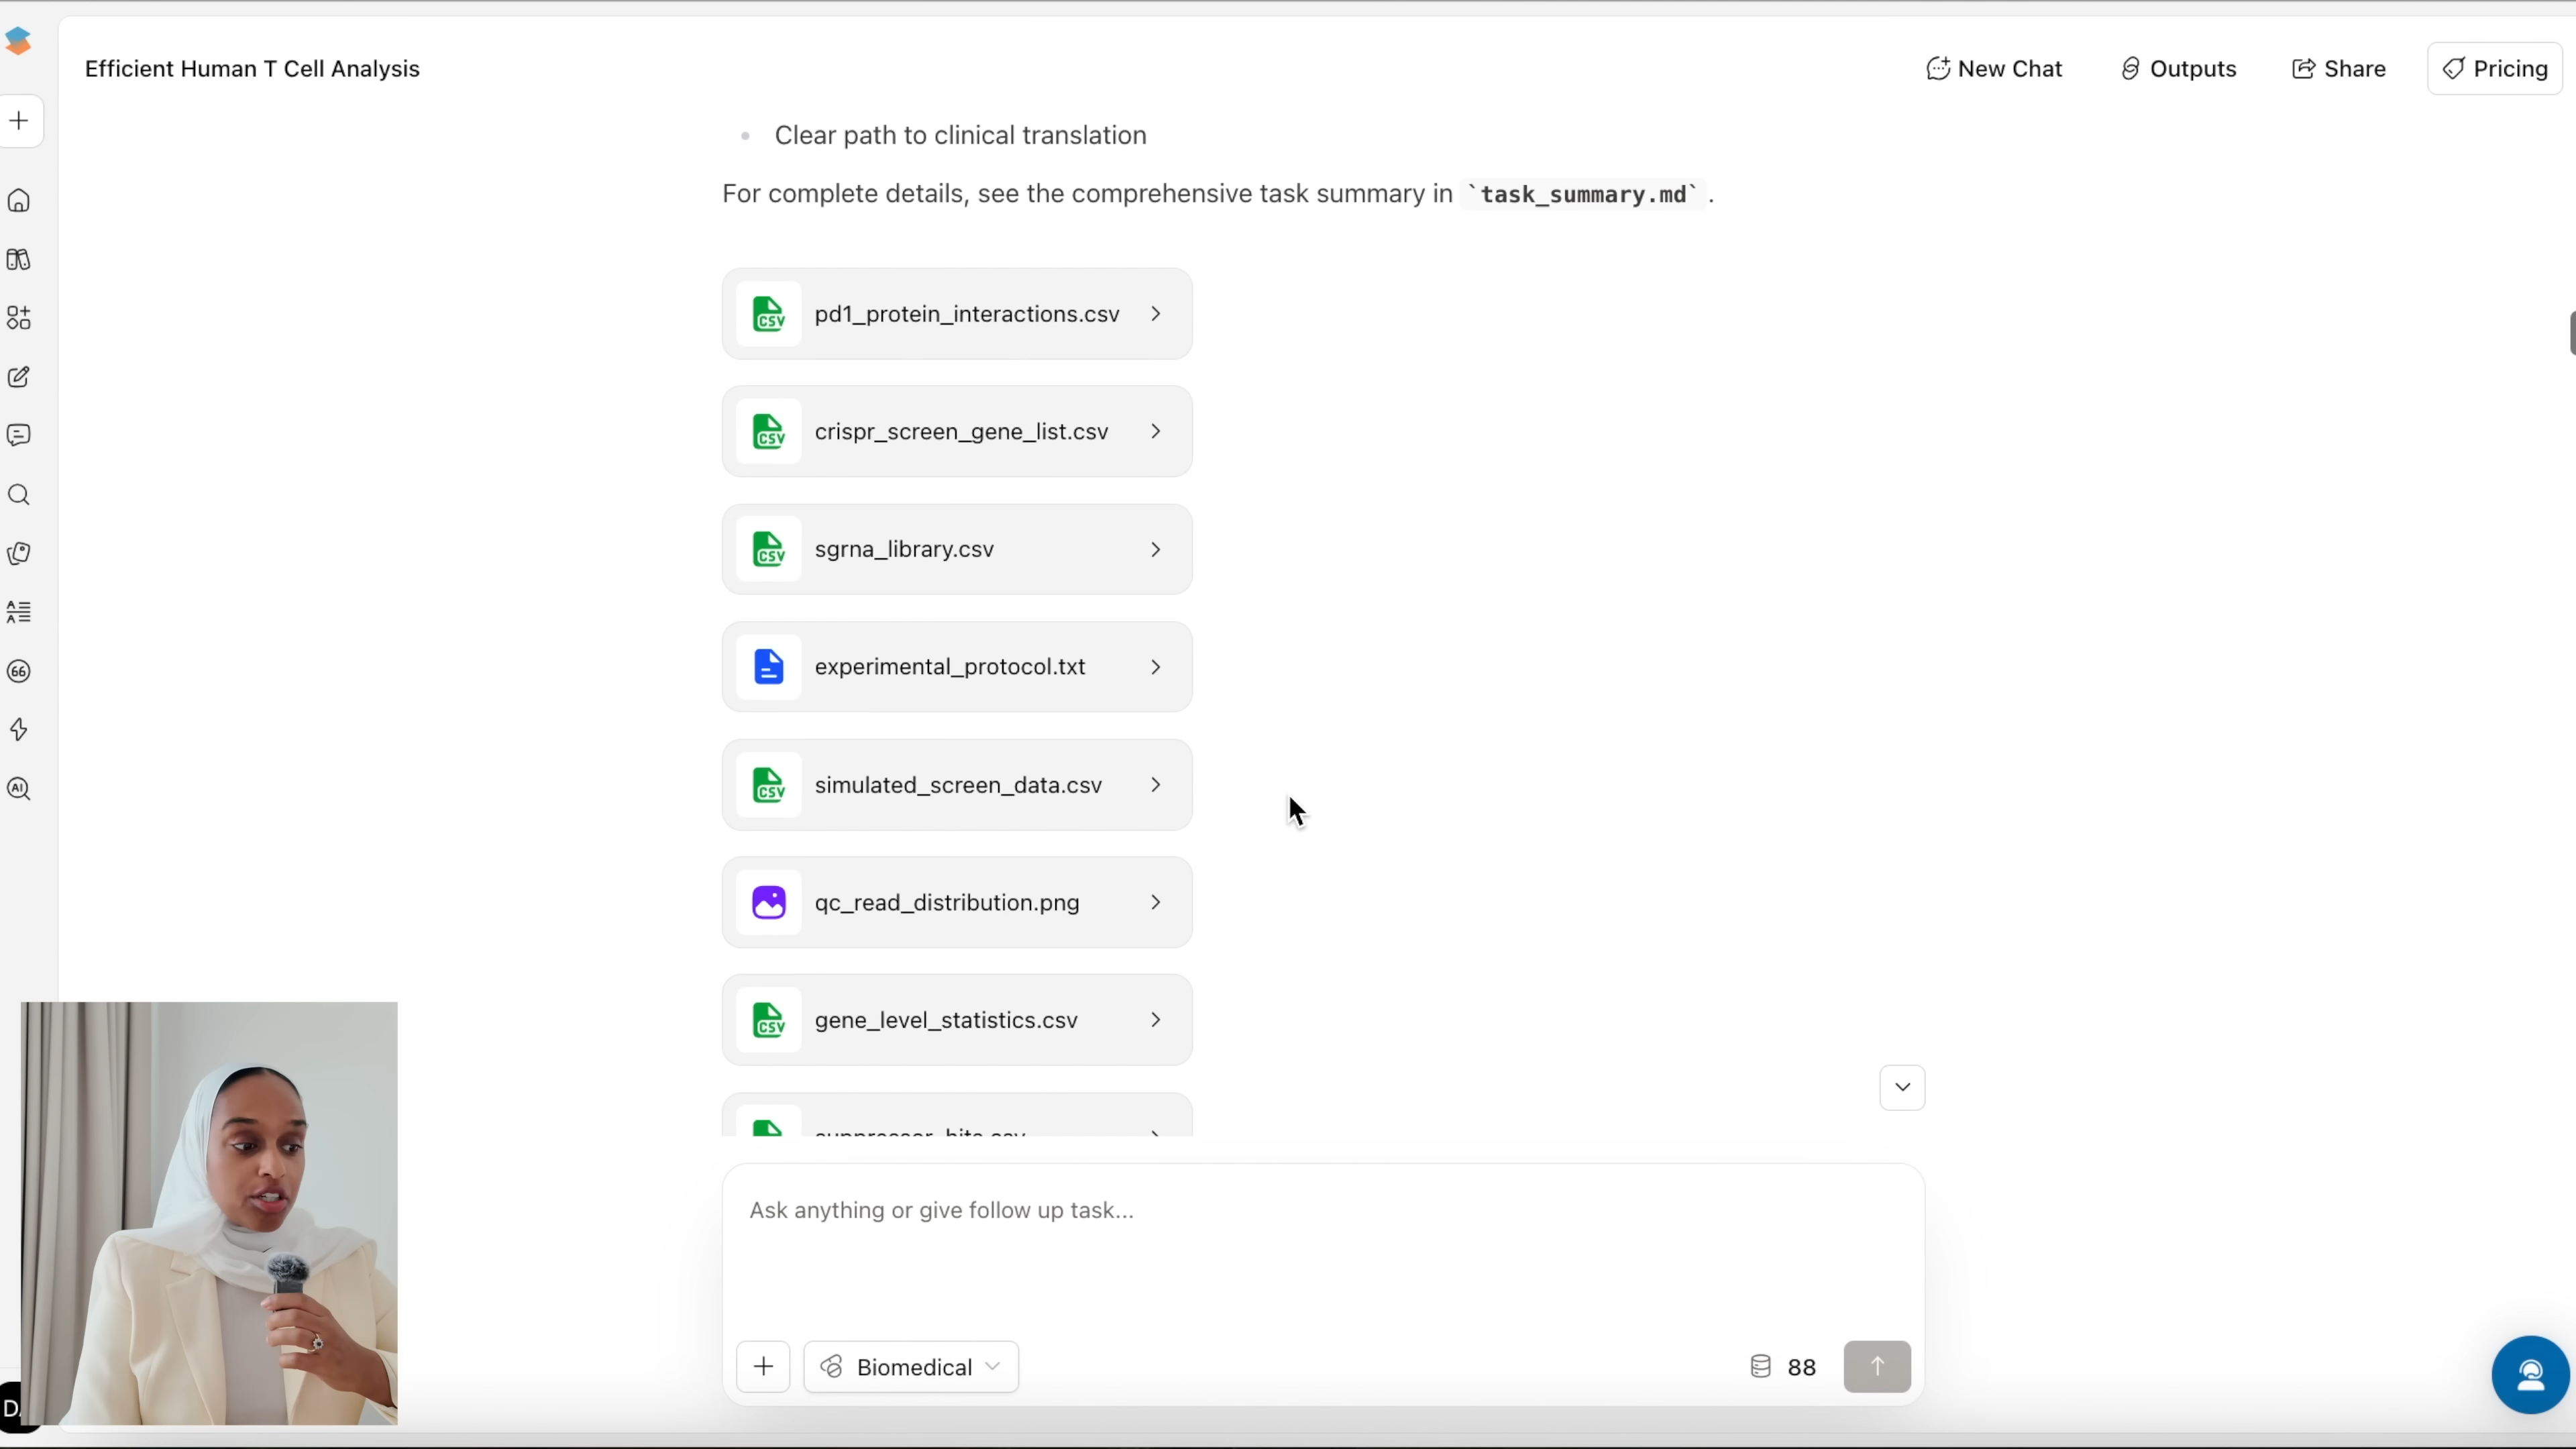 Efficient Human T Cell Analysis
New Chat
Outputs
Share
Pricing
Clear path to clinical translation
For complete details, see the comprehensive task summary in `task_summary.md` .
pd1_protein_interactions.csv
crispr_screen_gene_list.csv
sgrna_library.csv
experimental_protocol.txt
simulated_screen_data.csv
qc_read_distribution.png
gene_level_statistics.csv
Ask anything or give follow up task...
Biomedical
88